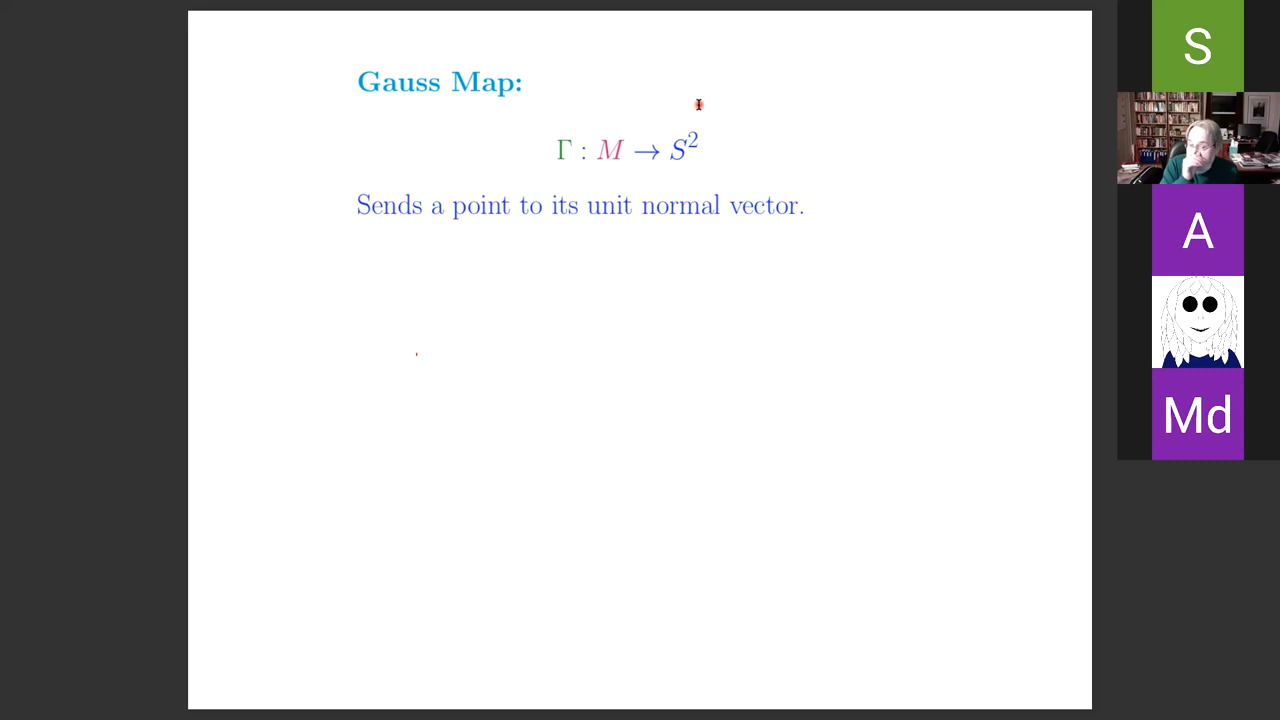 Gauss Map:
Γ : M → S²
Sends a point to its unit normal vector.
S
A
Md